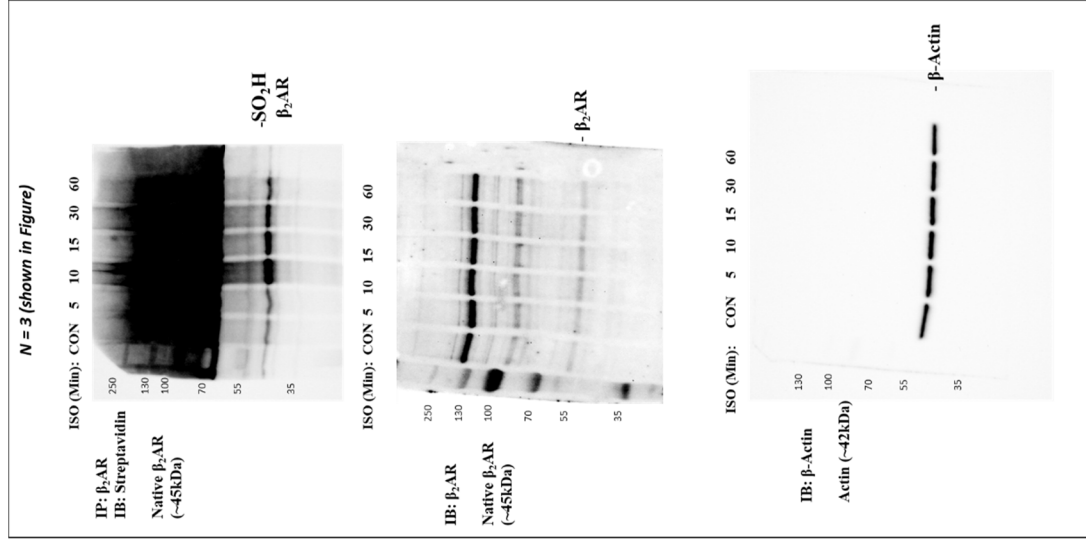 N = 3 (shown in Figure)
IP: β₂AR
IB: Streptavidin
Native β₂AR
(~45kDa)
ISO (Min): CON 5 10 15 30 60
250
130
100
70
55
35
-SO₂H
β₂AR
IB: β₂AR
Native β₂AR
(~45kDa)
ISO (Min): CON 5 10 15 30 60
250
130
100
70
55
35
- β₂AR
IB: β-Actin
Actin (~42kDa)
ISO (Min): CON 5 10 15 30 60
130
100
70
55
35
- β-Actin